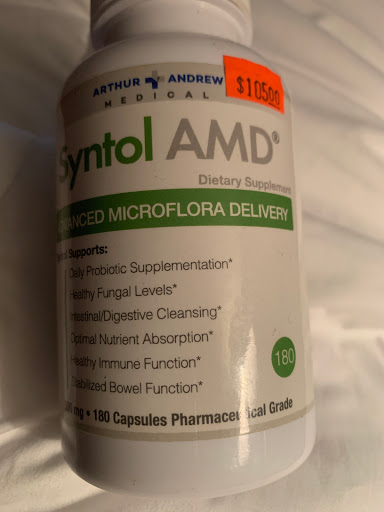 ARTHUR ANDREW
MEDICAL
$105.00
Syntol AMD®
Dietary Supplement
ADVANCED MICROFLORA DELIVERY
Supports:
Daily Probiotic Supplementation*
Healthy Fungal Levels*
Intestinal/Digestive Cleansing*
Optimal Nutrient Absorption*
Healthy Immune Function*
Stabilized Bowel Function*
180
mg • 180 Capsules Pharmaceutical Grade